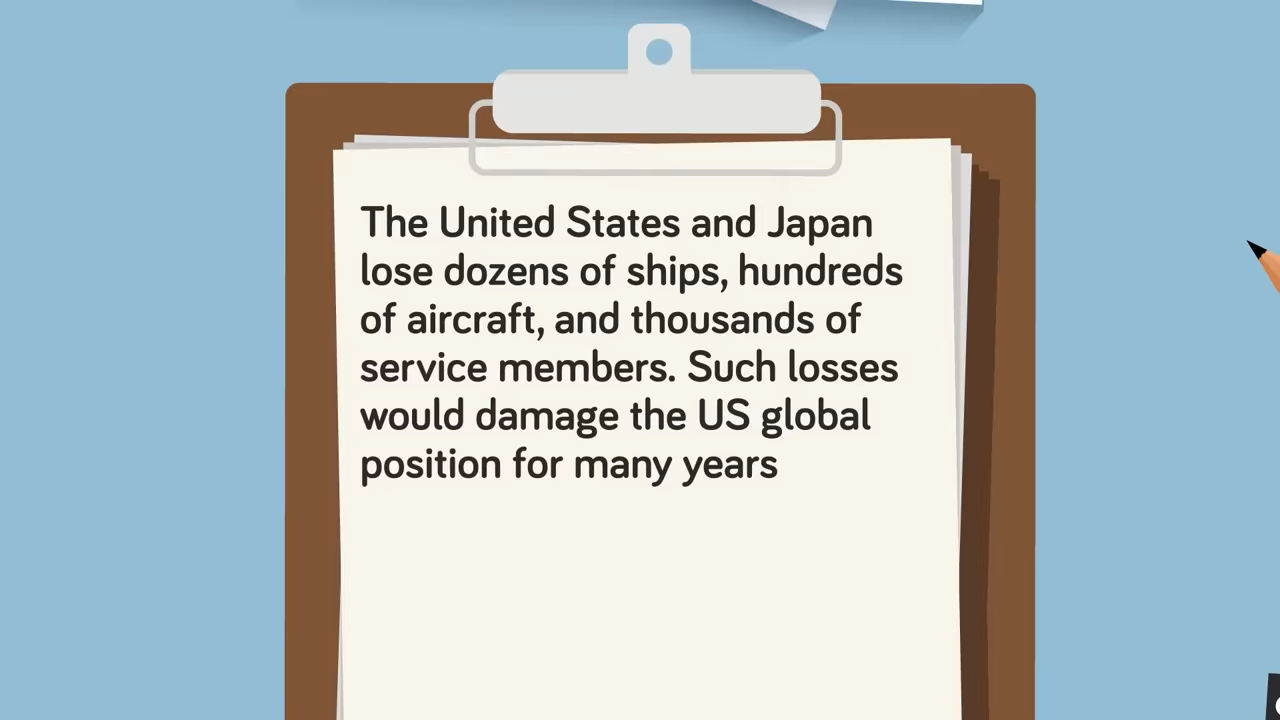 The United States and Japan
lose dozens of ships, hundreds
of aircraft, and thousands of
service members. Such losses
would damage the US global
position for many years